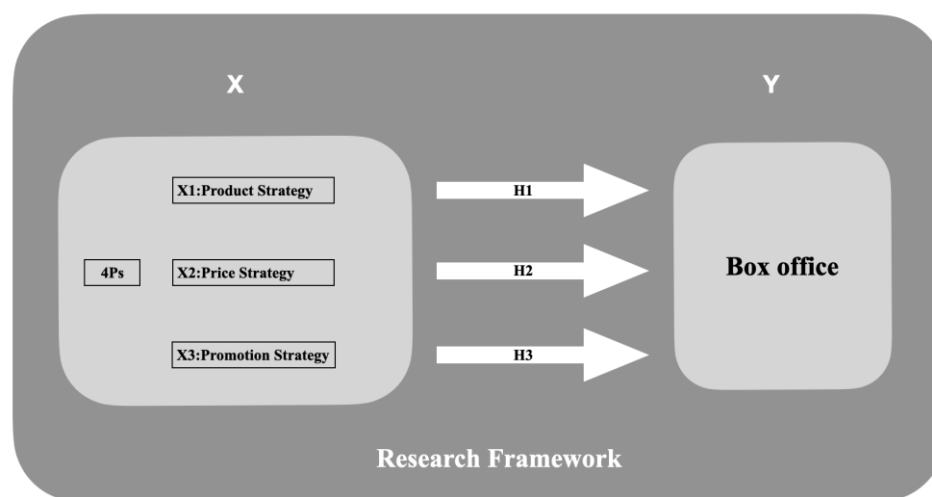 X Y
X1:Product Strategy H1
4Ps X2:Price Strategy H2 Box office
X3:Promotion Strategy H3
Research Framework